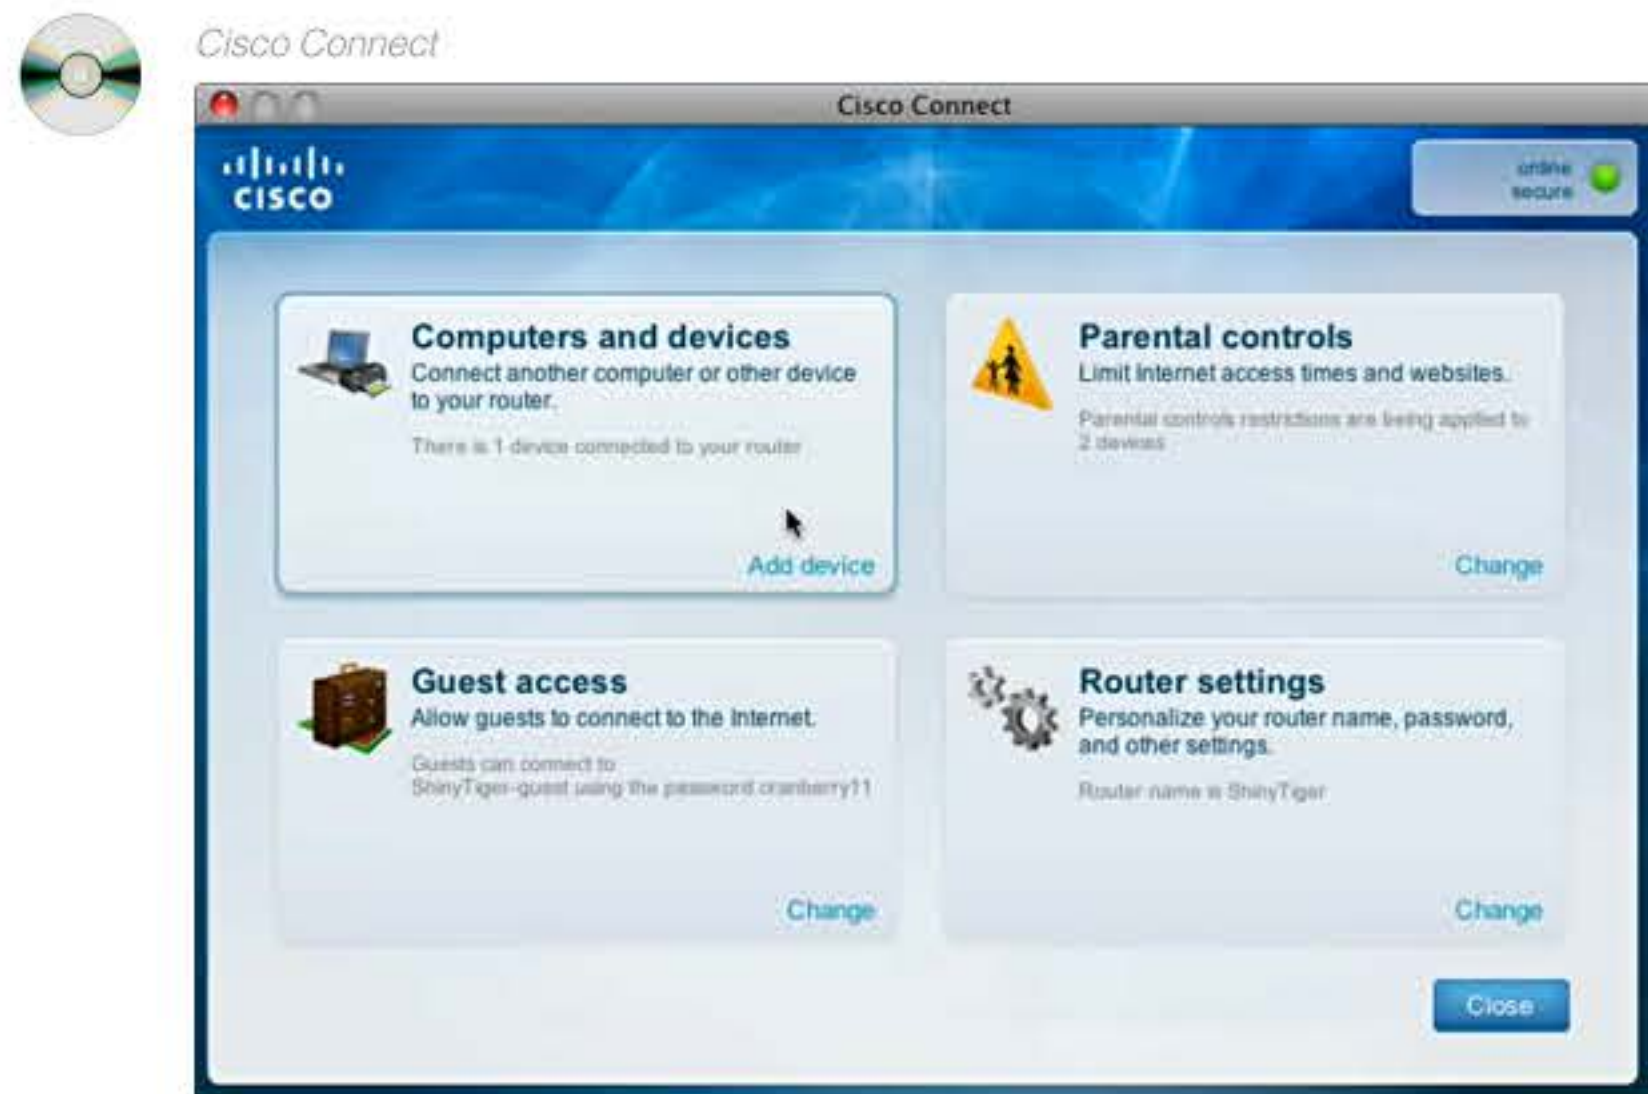 Cisco Connect
Cisco Connect
CISCO
online
secure
Computers and devices
Connect another computer or other device
to your router.
There is 1 device connected to your router
Add device
Parental controls
Limit Internet access times and websites.
Parental controls restrictions are being applied to
2 devices
Change
Guest access
Allow guests to connect to the Internet.
Guests can connect to
ShinyTiger-guest using the password cranberry11
Change
Router settings
Personalize your router name, password,
and other settings.
Router name is ShinyTiger
Change
Close